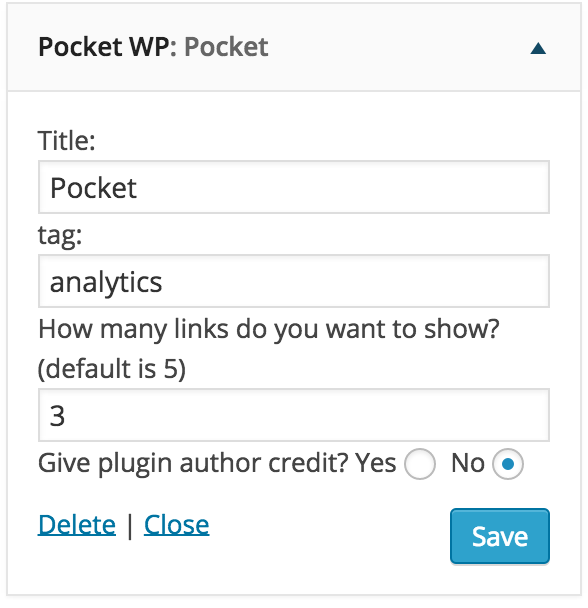 Pocket WP: Pocket
Title:
Pocket
tag:
analytics
How many links do you want to show?
(default is 5)
3
Give plugin author credit? Yes No
Delete | Close
Save